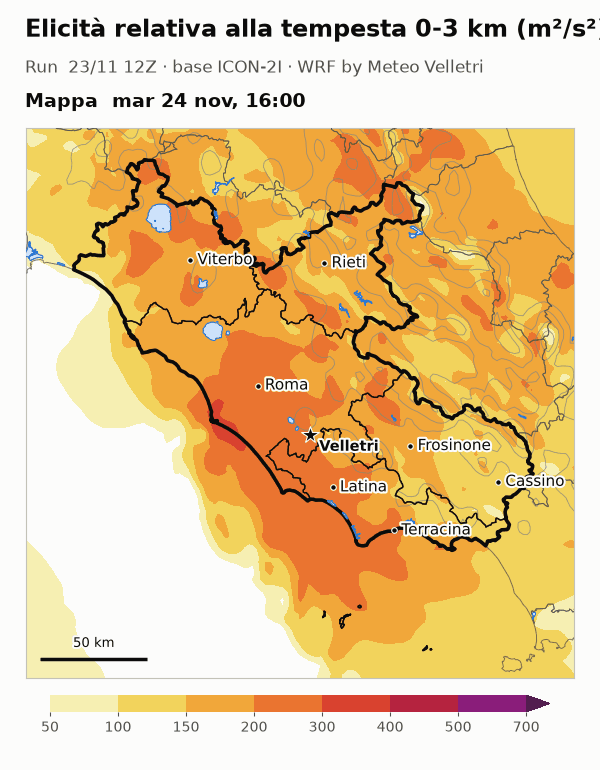 Elicità relativa alla tempesta 0-3 km (m²/s²)
Run 23/11 12Z · base ICON-2I · WRF by Meteo Velletri
Mappa mar 24 nov, 16:00
Viterbo
Rieti
Roma
Velletri
Frosinone
Cassino
Latina
Terracina
50 km
50 100 150 200 300 400 500 700